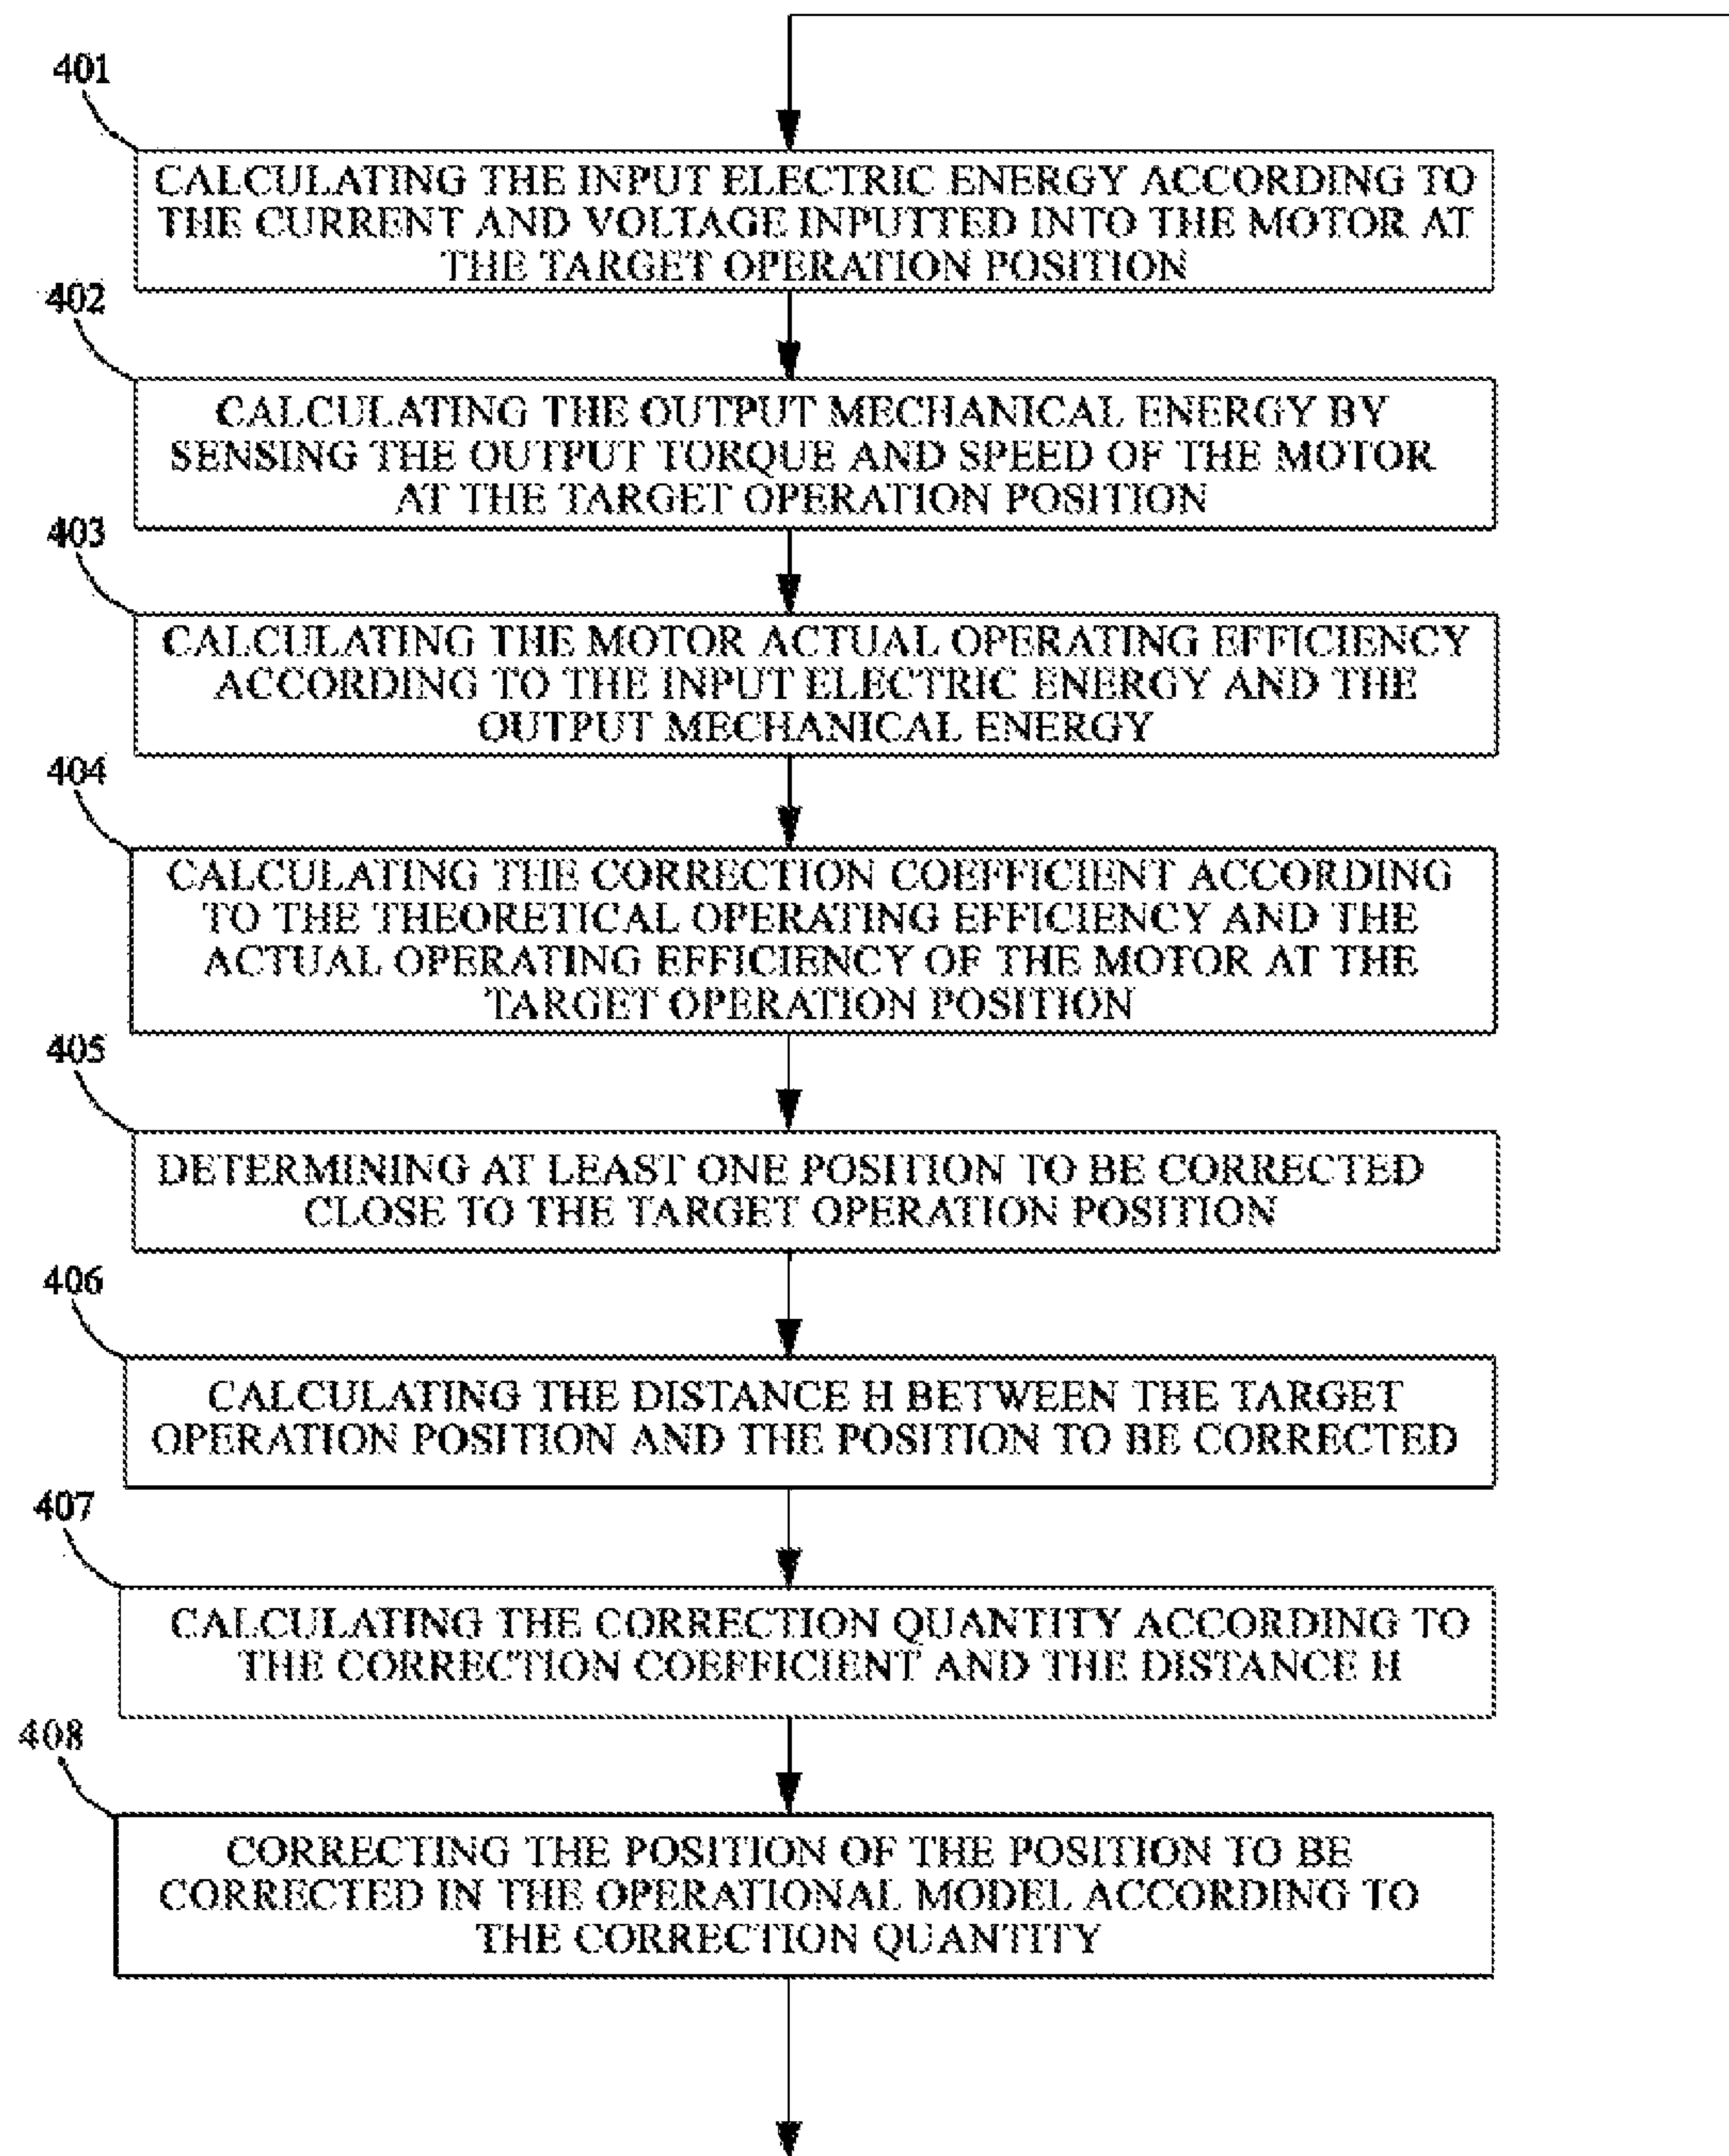 401
CALCULATING THE INPUT ELECTRIC ENERGY ACCORDING TO
THE CURRENT AND VOLTAGE INPUTTED INTO THE MOTOR AT
THE TARGET OPERATION POSITION
402
CALCULATING THE OUTPUT MECHANICAL ENERGY BY
SENSING THE OUTPUT TORQUE AND SPEED OF THE MOTOR
AT THE TARGET OPERATION POSITION
403
CALCULATING THE MOTOR ACTUAL OPERATING EFFICIENCY
ACCORDING TO THE INPUT ELECTRIC ENERGY AND THE
OUTPUT MECHANICAL ENERGY
404
CALCULATING THE CORRECTION COEFFICIENT ACCORDING
TO THE THEORETICAL OPERATING EFFICIENCY AND THE
ACTUAL OPERATING EFFICIENCY OF THE MOTOR AT THE
TARGET OPERATION POSITION
405
DETERMINING AT LEAST ONE POSITION TO BE CORRECTED
CLOSE TO THE TARGET OPERATION POSITION
406
CALCULATING THE DISTANCE H BETWEEN THE TARGET
OPERATION POSITION AND THE POSITION TO BE CORRECTED
407
CALCULATING THE CORRECTION QUANTITY ACCORDING TO
THE CORRECTION COEFFICIENT AND THE DISTANCE H
408
CORRECTING THE POSITION OF THE POSITION TO BE
CORRECTED IN THE OPERATIONAL MODEL ACCORDING TO
THE CORRECTION QUANTITY